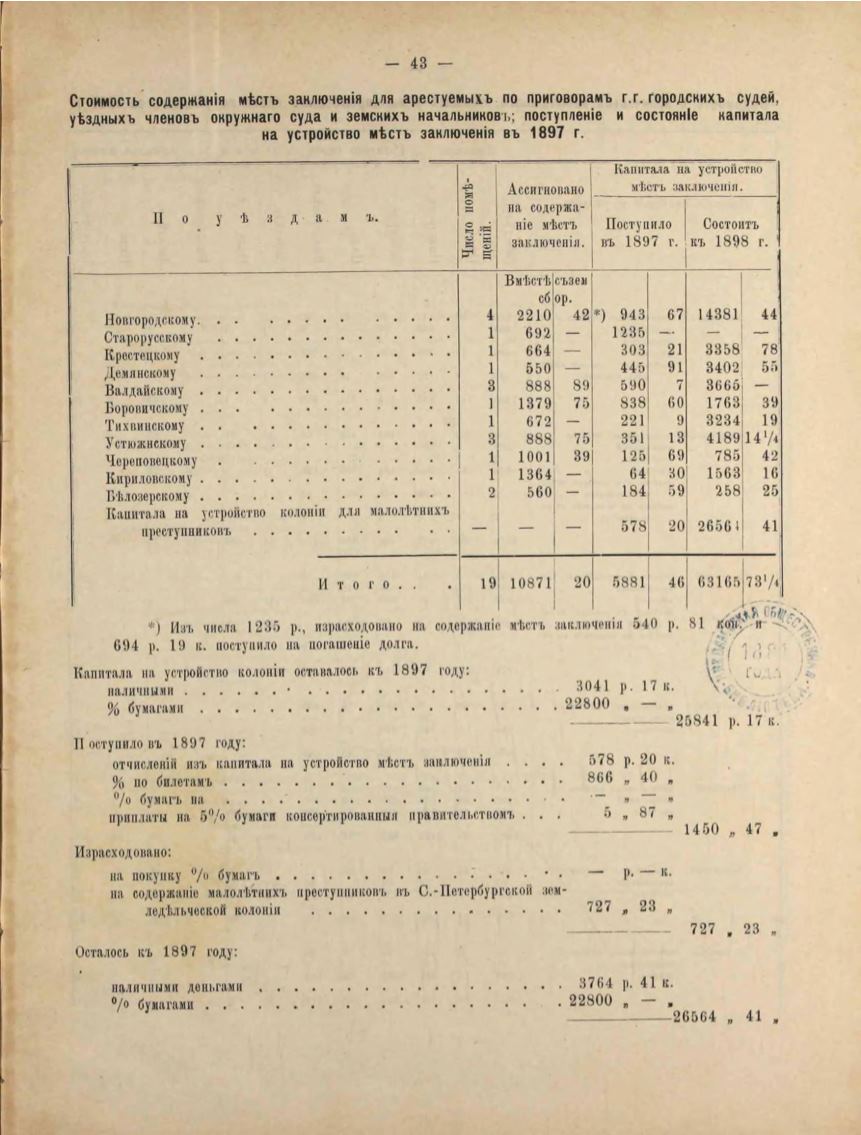 — 43 —
Стоимость содержанія мѣстъ заключенія для арестуемыхъ по приговорамъ г.г. городскихъ судей,
уѣздныхъ членовъ окружнаго суда и земскихъ начальниковъ; поступленіе и состояніе капитала
на устройство мѣстъ заключенія въ 1897 г.
По уѣздамъ. Число помѣщеній. Ассигновано на содержаніе мѣстъ заключенія. Капитала на устройство мѣстъ заключенія.
Поступило въ 1897 г. Состоитъ къ 1898 г.
Вмѣстѣ съ зем
сбор.
Новгородскому. . . 4 2210 42 *) 943 67 14381 44
Старорусскому 1 692 — 1235 — — —
Крестецкому 1 664 — 303 21 3358 78
Демянскому 1 550 — 445 91 3402 55
Валдайскому 3 888 89 590 7 3665 —
Боровичскому 1 1379 75 838 60 1763 39
Тихвинскому 1 672 — 221 9 3234 19
Устюжнскому 3 888 75 351 13 4189 14¹/₄
Череповецкому 1 1001 39 125 69 785 42
Кириловскому 1 1364 — 64 30 1563 16
Бѣлозерскому 2 560 — 184 59 258 25
Капитала на устройство колоніи для малолѣтнихъ
преступниковъ — — — 578 20 26564 41
Итого. . . 19 10871 20 5881 46 63165 73¹/₄
*) Изъ числа 1235 р., израсходовано на содержаніе мѣстъ заключенія 540 р. 81 коп. и
694 р. 19 к. поступило на погашеніе долга.
Капитала на устройство колоніи оставалось къ 1897 году:
наличными 3041 р. 17 к.
% бумагами 22800 „ — „
25841 р. 17 к.
Поступило въ 1897 году:
отчисленій изъ капитала на устройство мѣстъ заключенія 578 р. 20 к.
% по билетамъ 866 „ 40 „
% бумагъ на — „ — „
приплаты на 5% бумаги консертированныя правительствомъ 5 „ 87 „
1450 „ 47 „
Израсходовано:
на покупку % бумагъ — р. — к.
на содержаніе малолѣтнихъ преступниковъ въ С.-Петербургской зем-
ледѣльческой колоніи 727 „ 23 „
727 „ 23 „
Осталось къ 1897 году:
наличными деньгами 3764 р. 41 к.
% бумагами 22800 „ — „
26564 „ 41 „